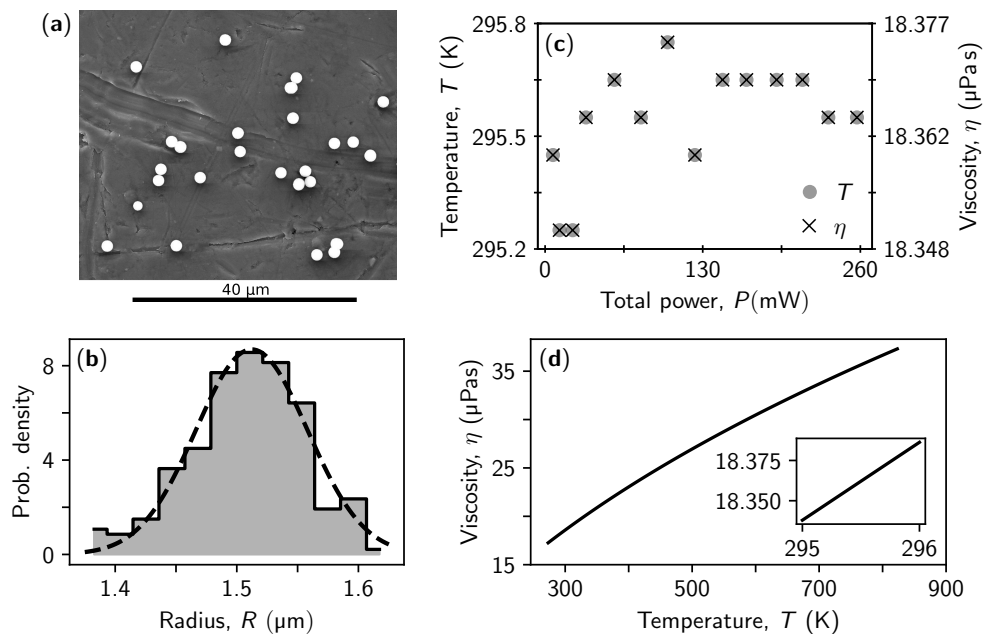 (a)
40 μm
Temperature, T (K)
295.8
295.5
295.2
(c)
T
η
18.377
18.362
18.348
Viscosity, η (μPas)
0
130
260
Total power, P(mW)
Prob. density
8
4
0
(b)
1.4
1.5
1.6
Radius, R (μm)
Viscosity, η (μPas)
35
25
15
(d)
18.375
18.350
295
296
300
500
700
900
Temperature, T (K)